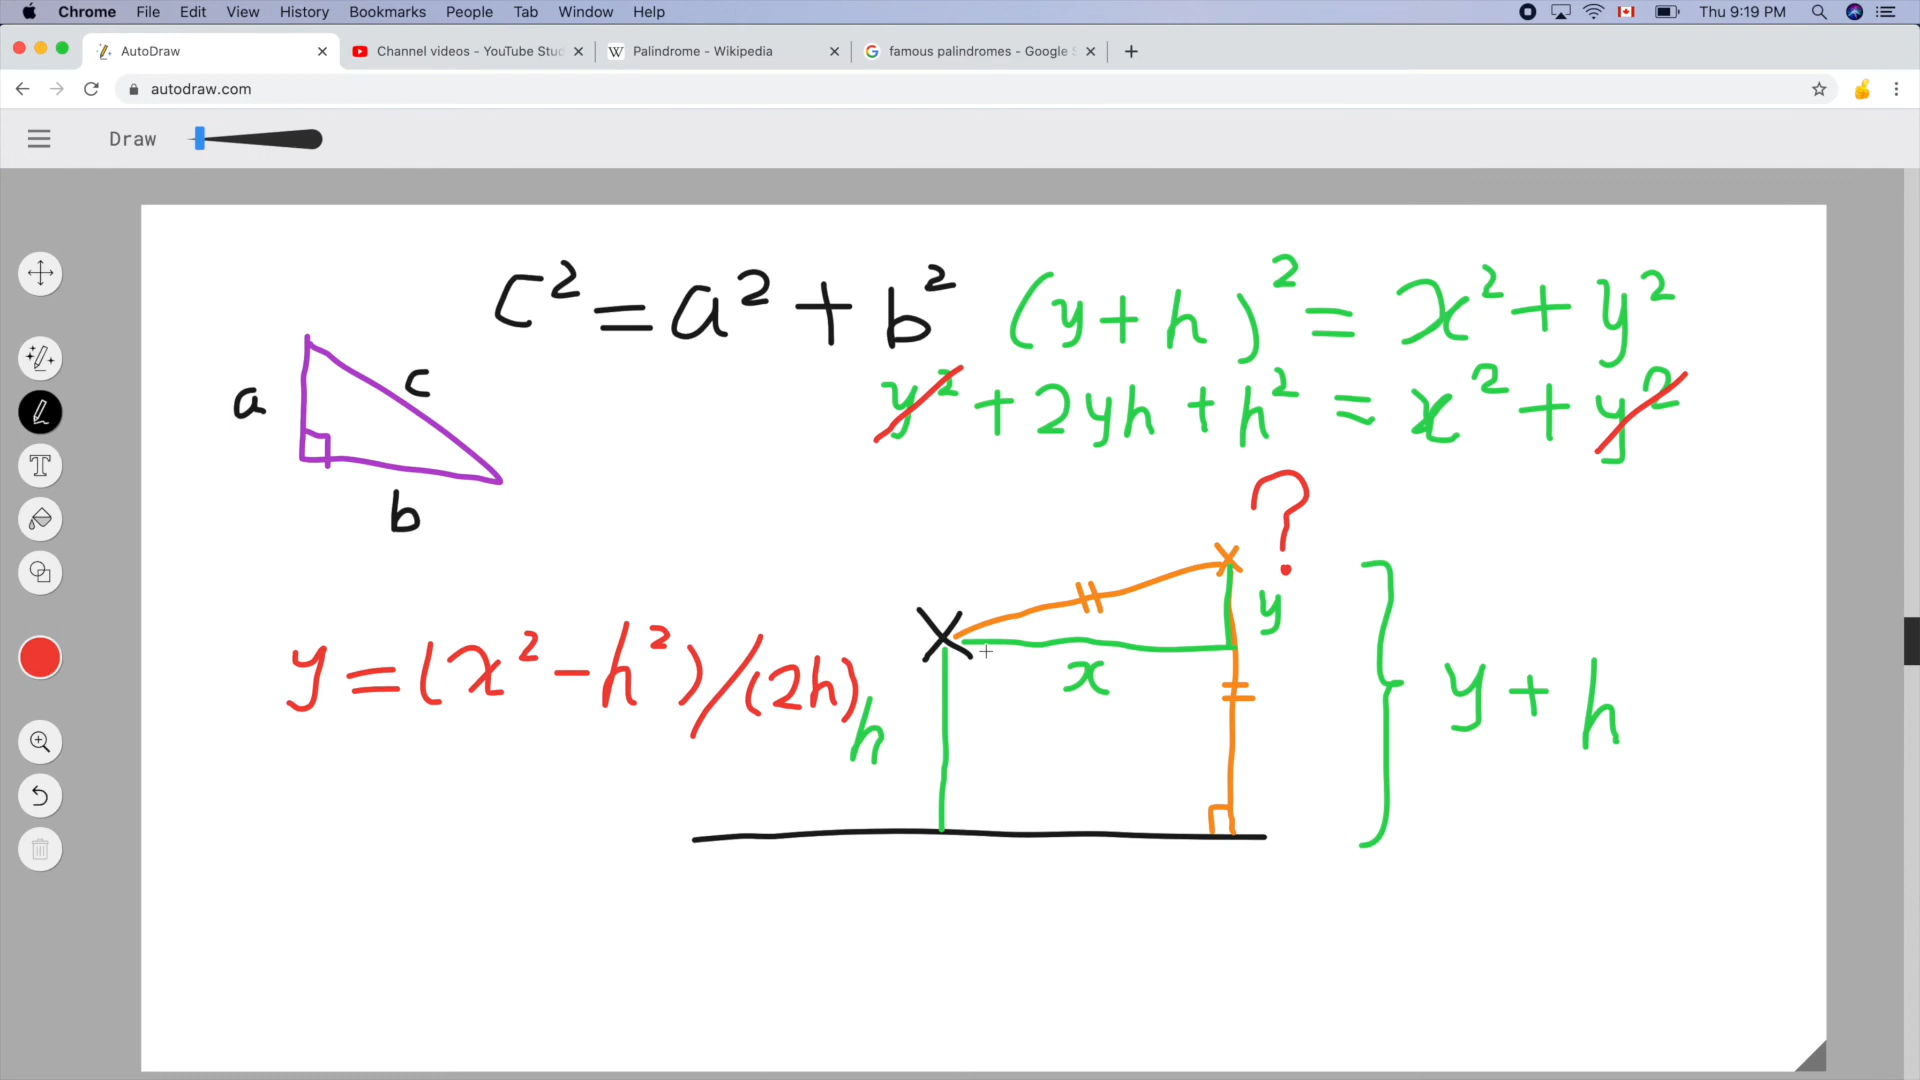 Chrome File Edit View History Bookmarks People Tab Window Help Thu 9:19 PM
AutoDraw Channel videos - YouTube Stud Palindrome - Wikipedia famous palindromes - Google S
autodraw.com
Draw
c² = a² + b² (y + h)² = x² + y²
y² + 2yh + h² = x² + y²
a
c
b
?
y
x
y = (x² - h²)/(2h)
h
y + h